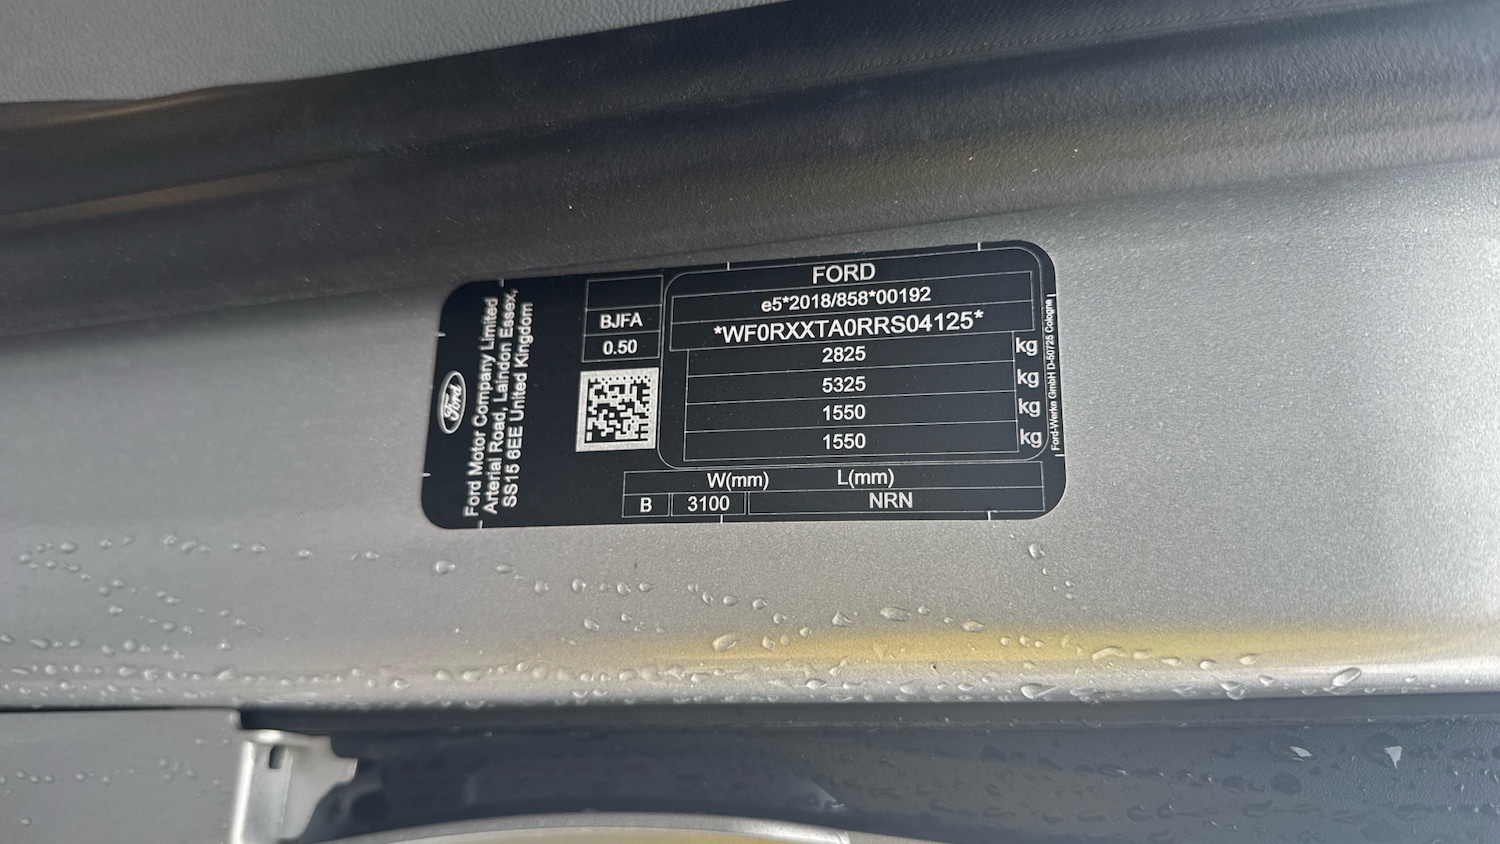 Ford
Ford Motor Company Limited
Arterial Road, Laindon Essex,
SS15 6EE United Kingdom
BJFA
0.50
FORD
e5*2018/858*00192
*WF0RXXTA0RRS04125*
2825 kg
5325 kg
1550 kg
1550 kg
W(mm) L(mm)
B 3100 NRN
Ford-Werke GmbH D-50725 Cologne